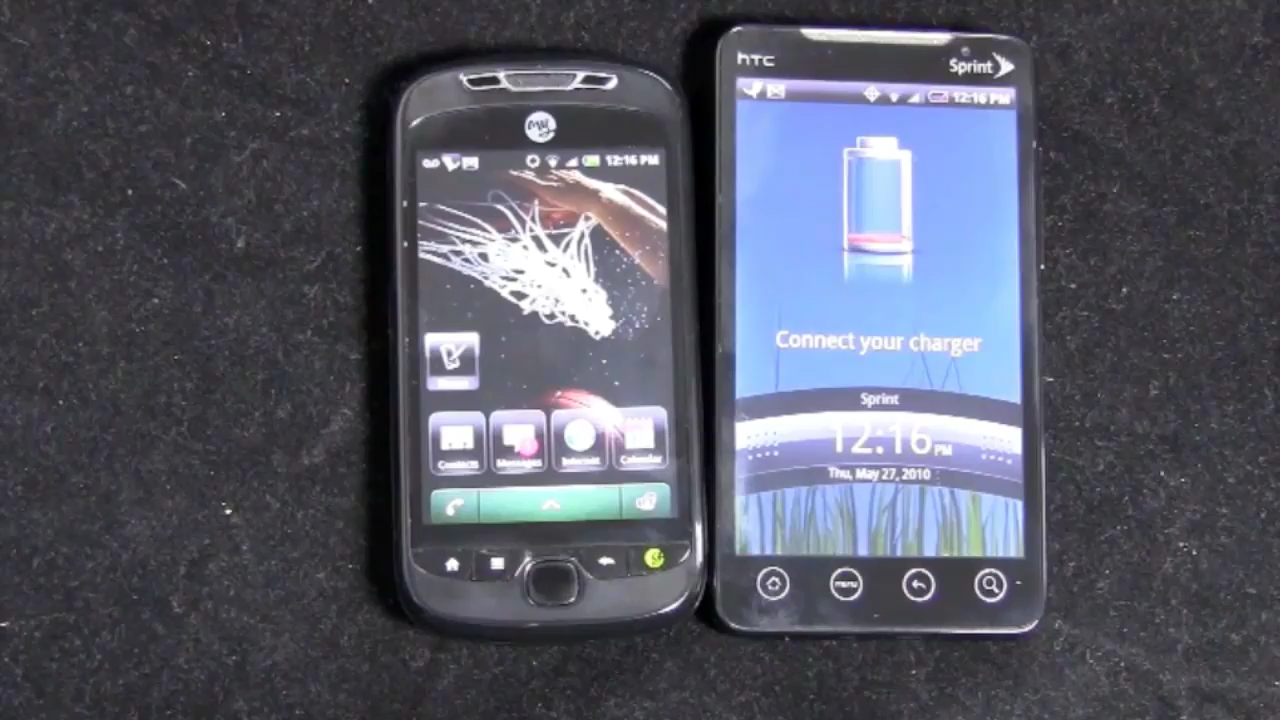 my
12:16 PM
Contacts
Messages
Internet
Calendar
hTC
Sprint
12:16 PM
Connect your charger
Sprint
12:16 PM
Thu, May 27, 2010
menu